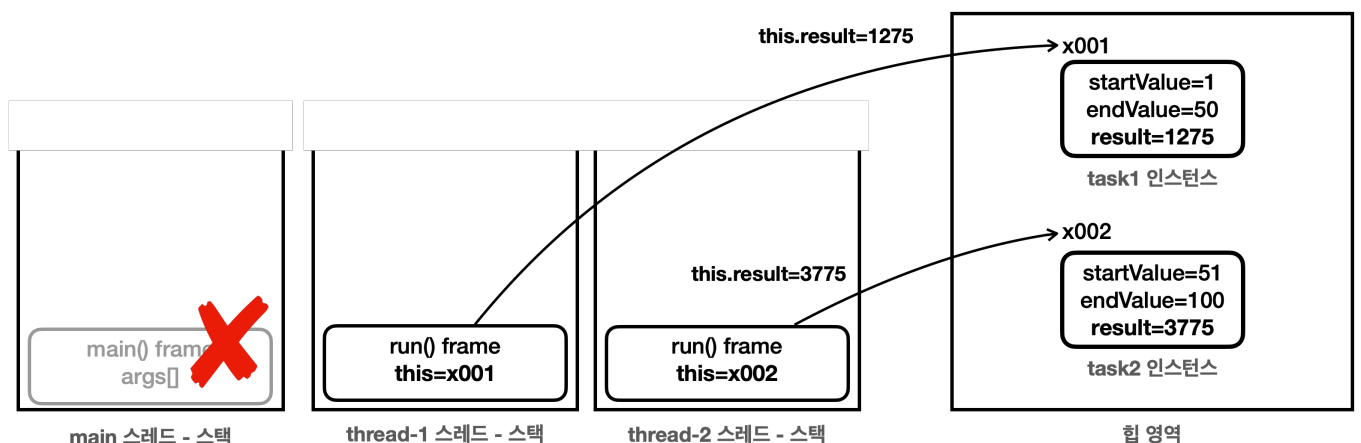 this.result=1275
x001
startValue=1
endValue=50
result=1275
task1 인스턴스
x002
this.result=3775
startValue=51
endValue=100
result=3775
task2 인스턴스
main() frame
args[]
run() frame
this=x001
run() frame
this=x002
main 스레드 - 스택
thread-1 스레드 - 스택
thread-2 스레드 - 스택
힙 영역